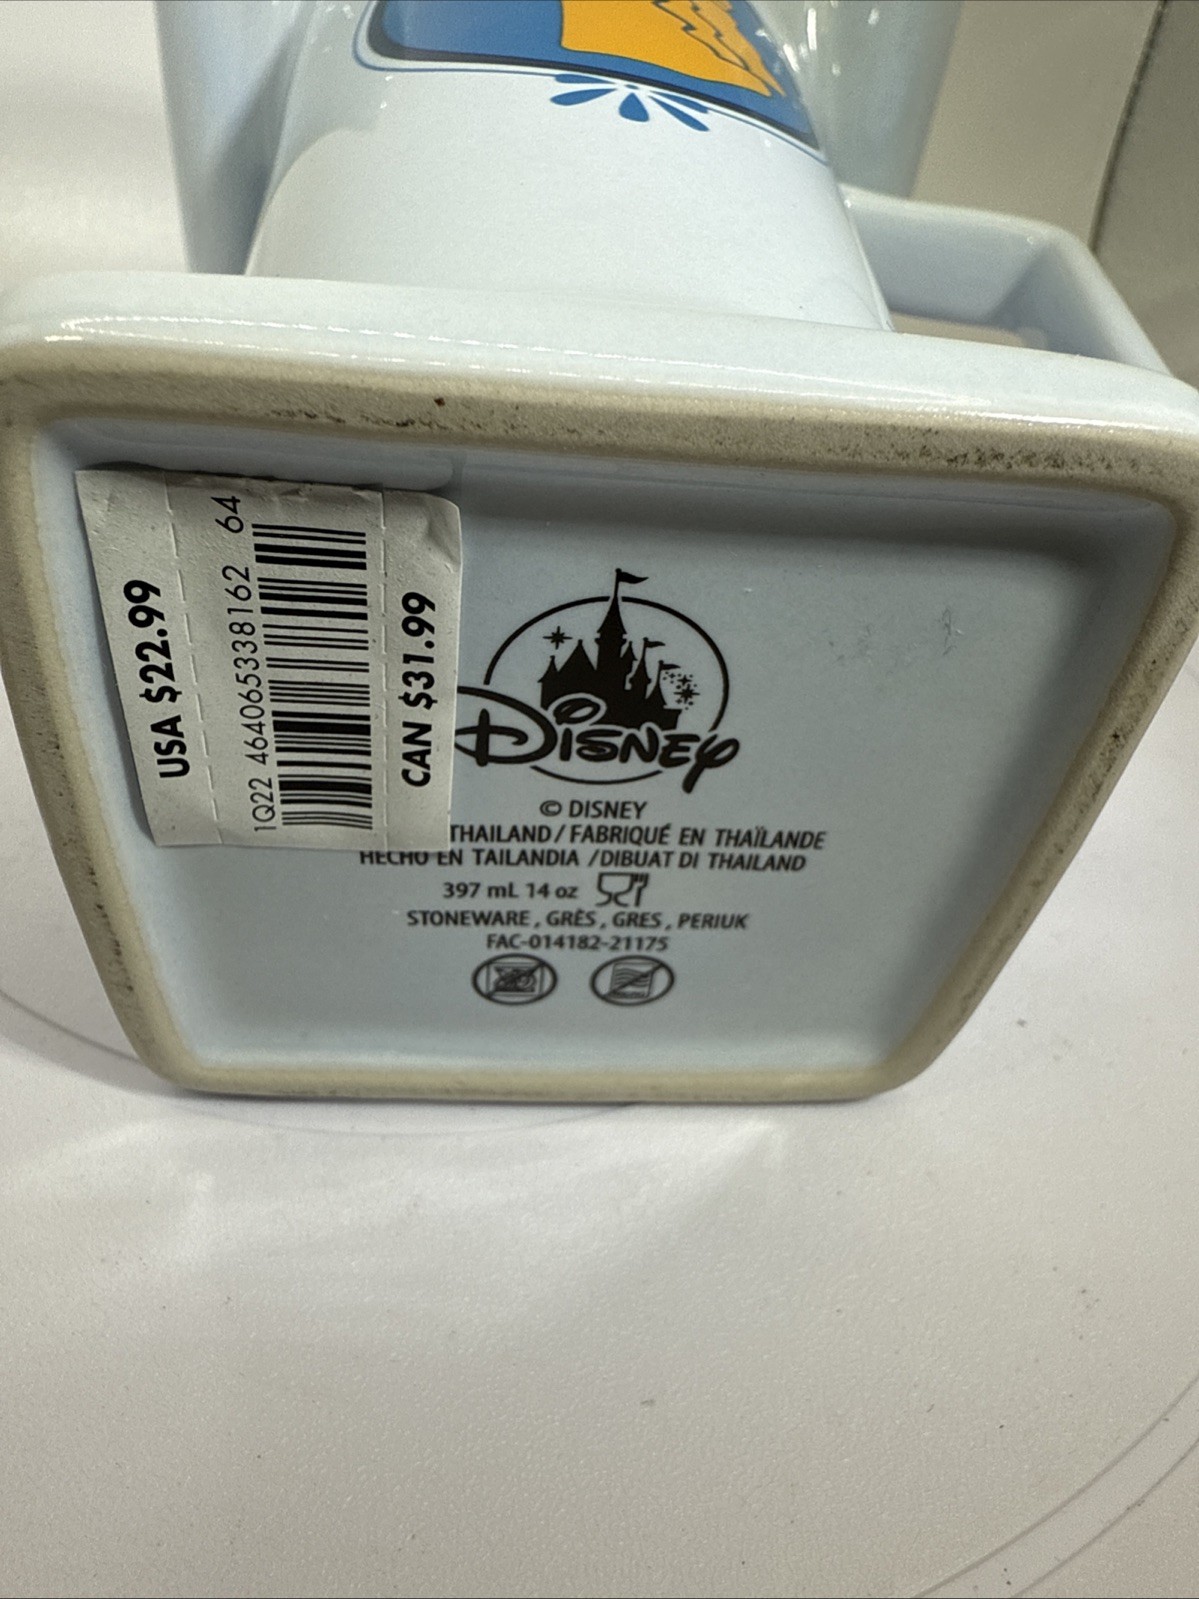 USA $22.99
1Q22 464065338162 64
CAN $31.99
Disney
© DISNEY
THAILAND / FABRIQUÉ EN THAÏLANDE
HECHO EN TAILANDIA / DIBUAT DI THAILAND
397 mL 14 oz
STONEWARE, GRÈS, GRES, PERIUK
FAC-014182-21175